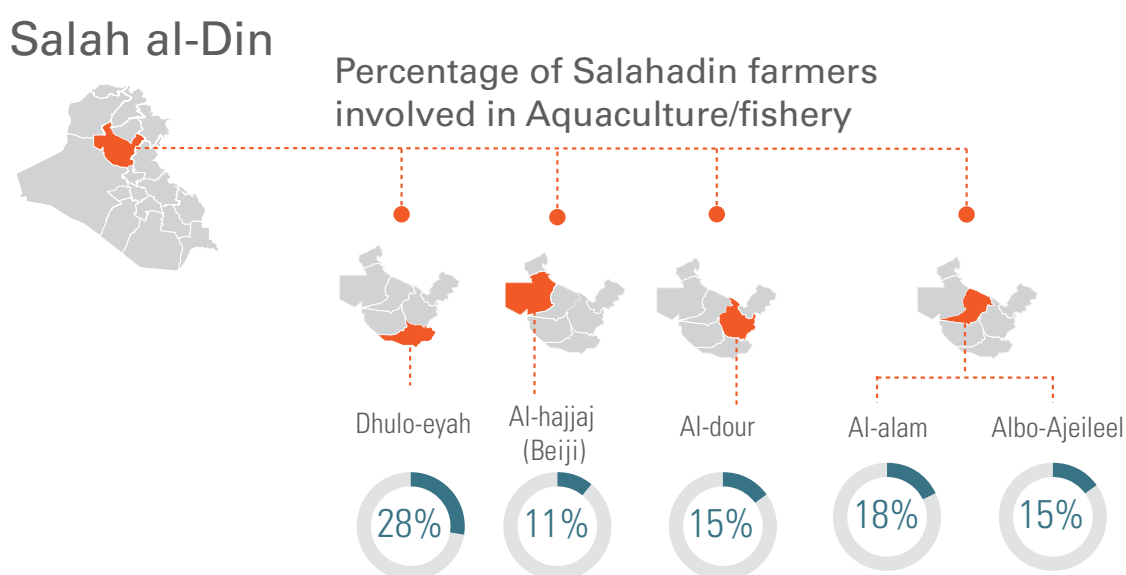 Salah al-Din
Percentage of Salahadin farmers
involved in Aquaculture/fishery
Dhulo-eyah
Al-hajjaj
(Beiji)
Al-dour
Al-alam
Albo-Ajeileel
28%
11%
15%
18%
15%